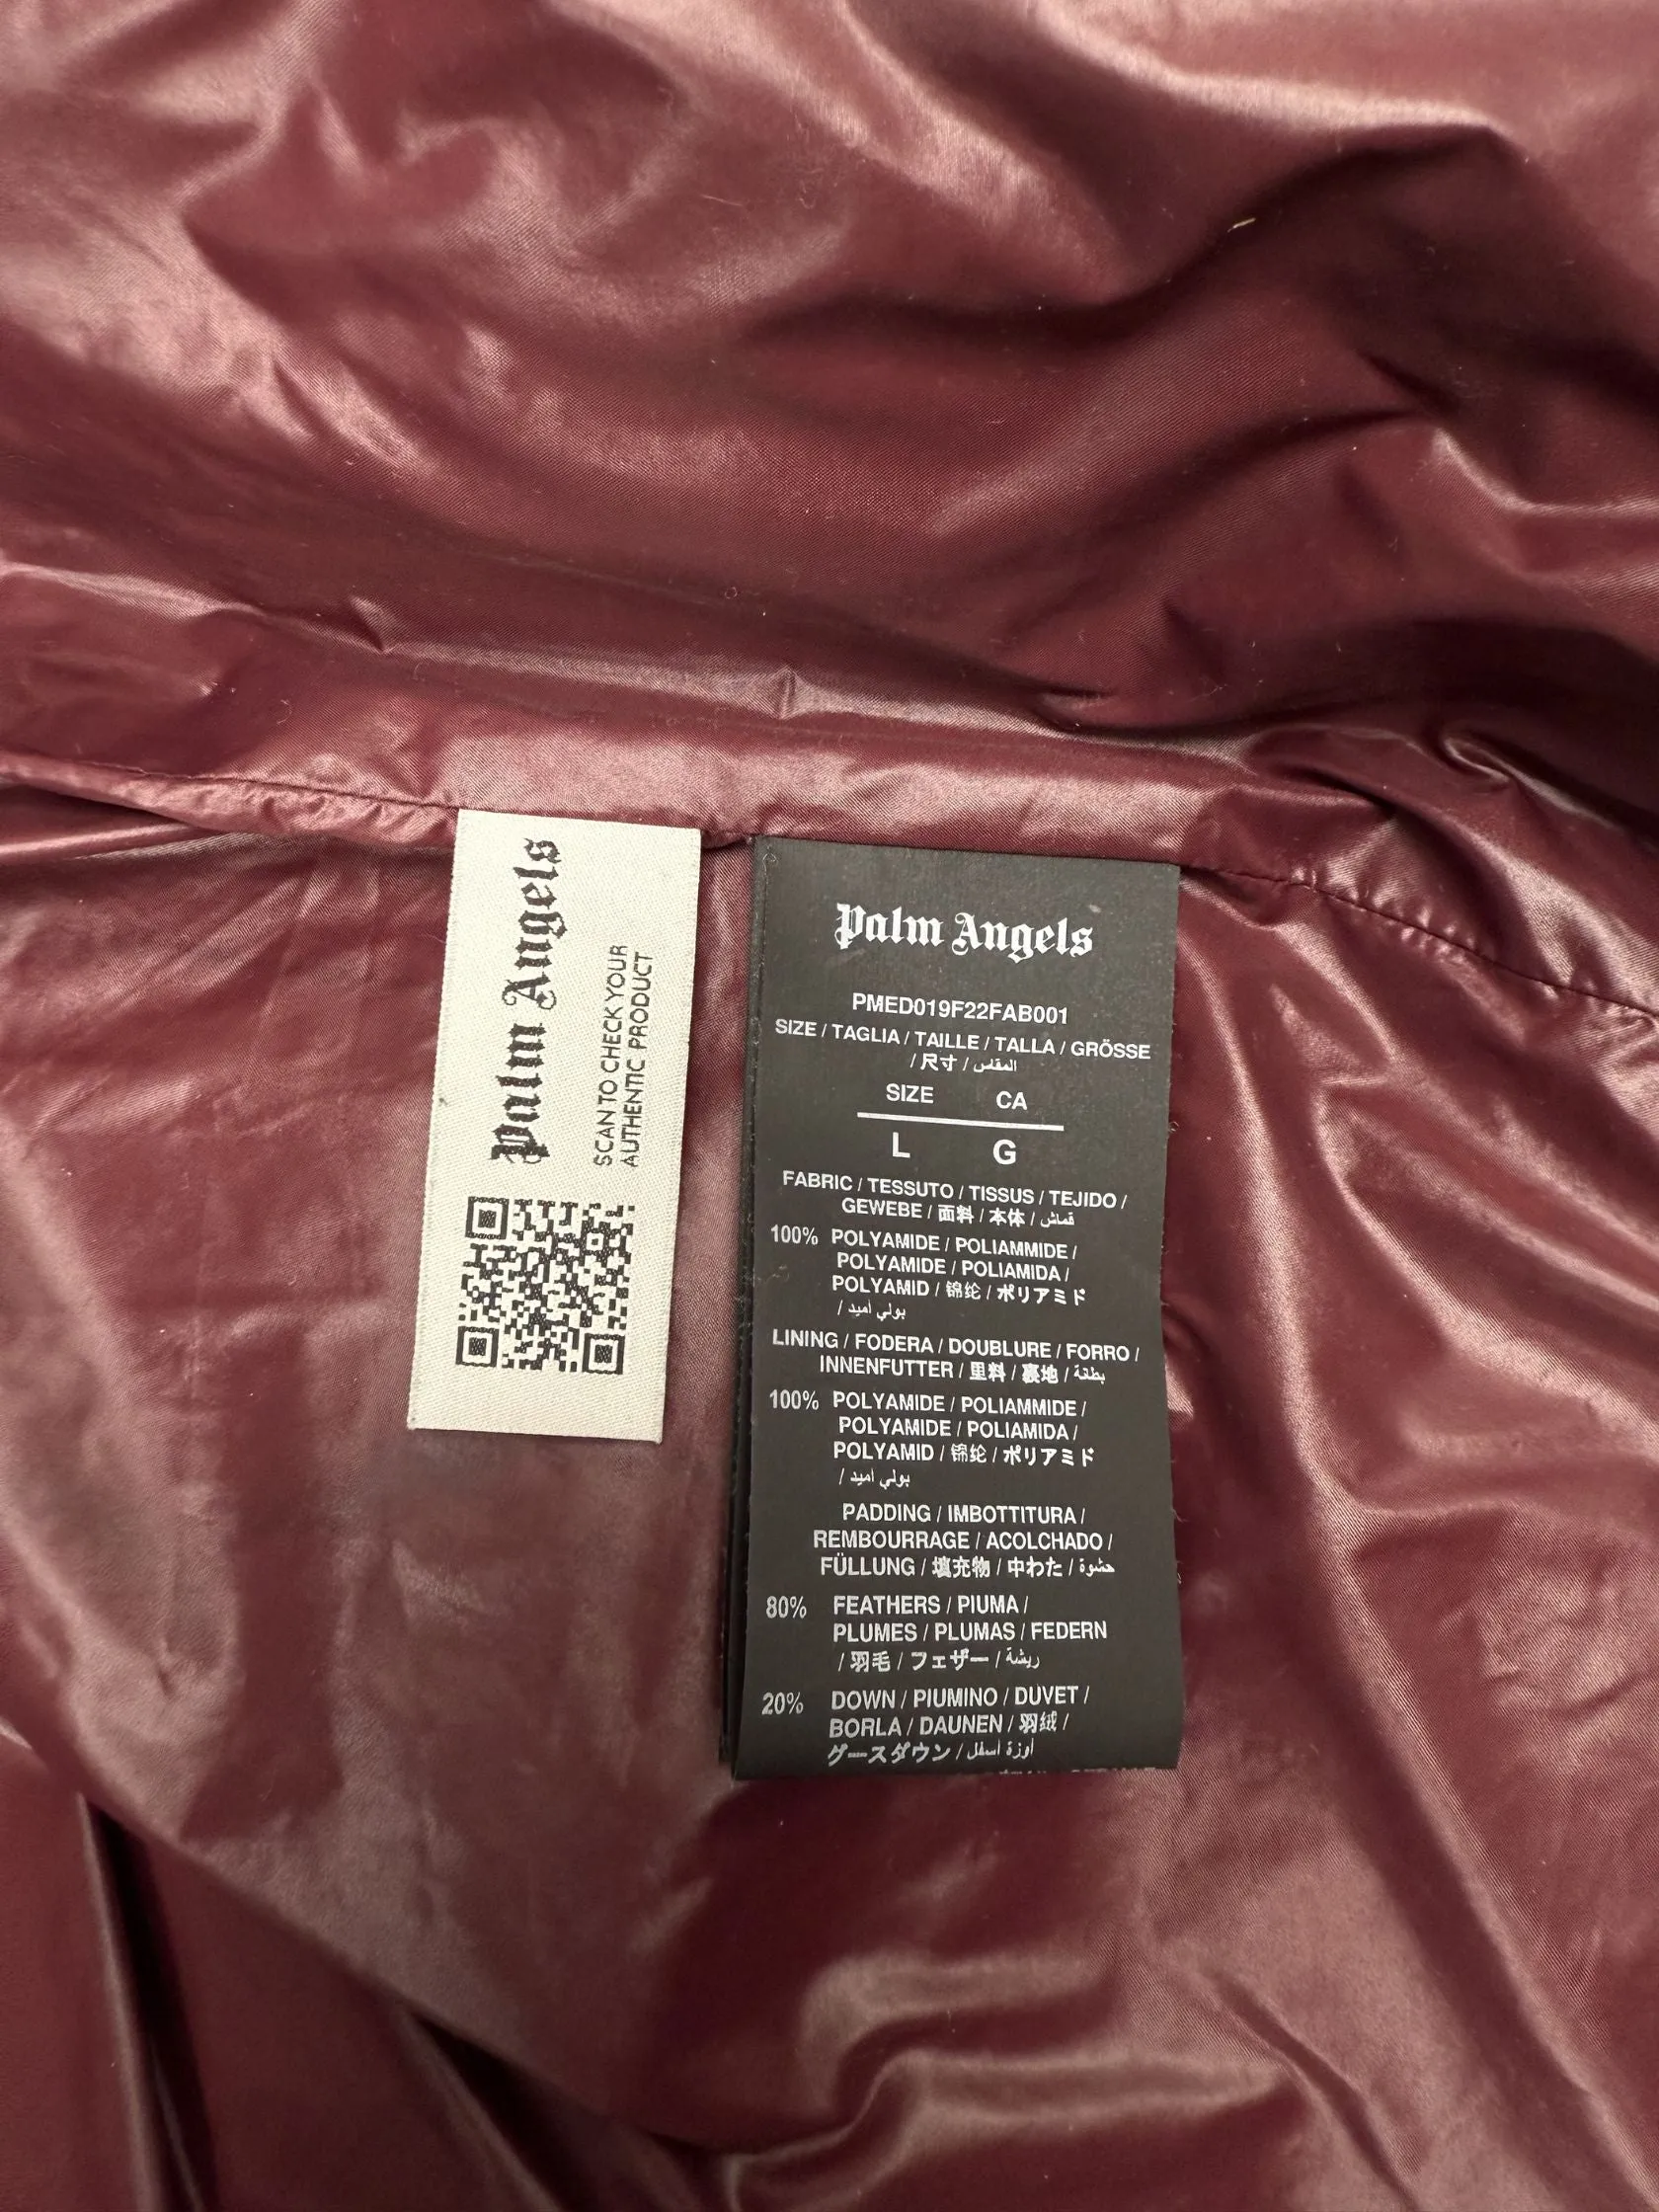 Palm Angels
SCAN TO CHECK YOUR
AUTHENTIC PRODUCT
Palm Angels
PMED019F22FAB001
SIZE / TAGLIA / TAILLE / TALLA / GRÖSSE
/ 尺寸 / المقاس
SIZE CA
L G
FABRIC / TESSUTO / TISSUS / TEJIDO /
GEWEBE / 面料 / 本体 / قماش
100% POLYAMIDE / POLIAMMIDE /
POLYAMIDE / POLIAMIDA /
POLYAMID / 锦纶 / ポリアミド
/ بولي اميد
LINING / FODERA / DOUBLURE / FORRO /
INNENFUTTER / 里料 / 裏地 / بطانة
100% POLYAMIDE / POLIAMMIDE /
POLYAMIDE / POLIAMIDA /
POLYAMID / 锦纶 / ポリアミド
/ بولي اميد
PADDING / IMBOTTITURA /
REMBOURRAGE / ACOLCHADO /
FÜLLUNG / 填充物 / 中わた / حشوة
80% FEATHERS / PIUMA /
PLUMES / PLUMAS / FEDERN
/ 羽毛 / フェザー / ريشة
20% DOWN / PIUMINO / DUVET /
BORLA / DAUNEN / 羽绒 /
グースダウン / أوزة أسفل